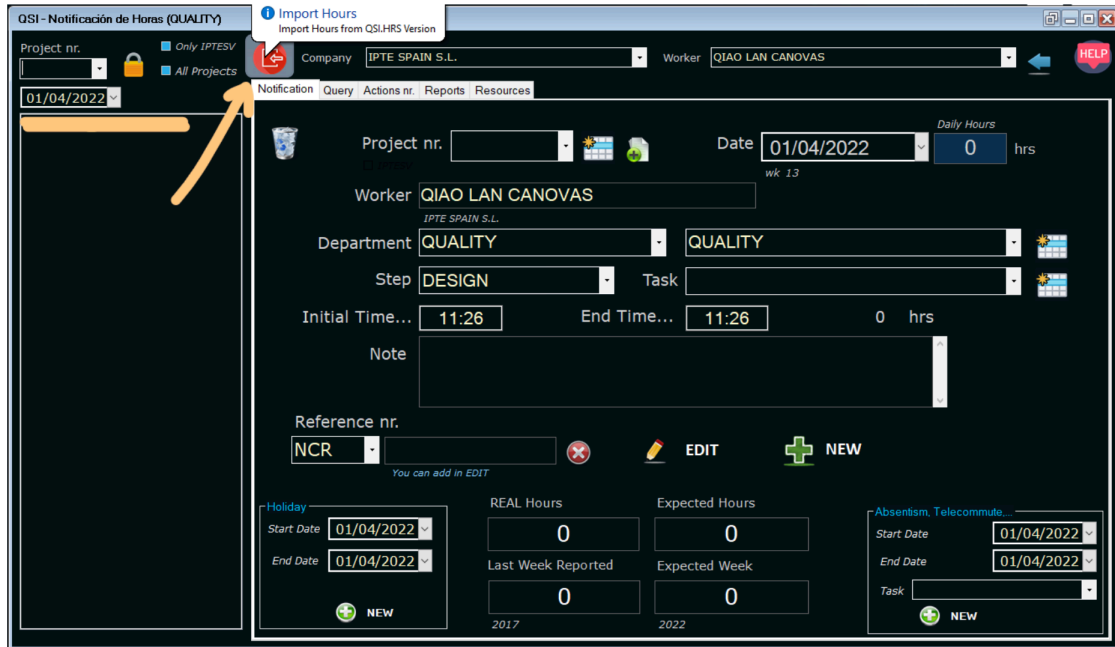 QSI - Notificación de Horas (QUALITY)
Import Hours
Import Hours from QSI.HRS Version
Project nr.
Only IPTESV
All Projects
01/04/2022
Company IPTE SPAIN S.L.
Worker QIAO LAN CANOVAS
HELP
Notification Query Actions nr. Reports Resources
Project nr.
Date 01/04/2022
wk 13
Daily Hours
0 hrs
Worker QIAO LAN CANOVAS
IPTE SPAIN S.L.
Department QUALITY QUALITY
Step DESIGN Task
Initial Time... 11:26 End Time... 11:26 0 hrs
Note
Reference nr.
NCR
You can add in EDIT
EDIT NEW
Holiday
Start Date 01/04/2022
End Date 01/04/2022
NEW
REAL Hours
0
Expected Hours
0
Last Week Reported
0
2017
Expected Week
0
2022
Absentism, Telecommute,...
Start Date 01/04/2022
End Date 01/04/2022
Task
NEW